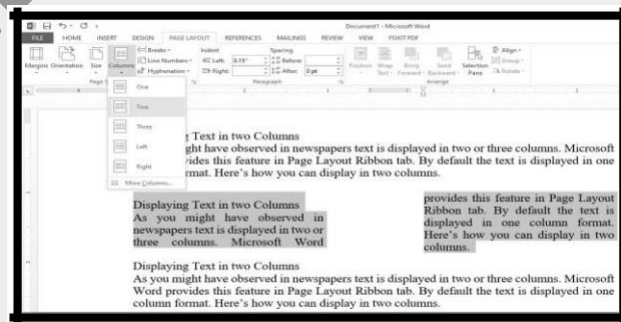 Document1 - Microsoft Word
FILE HOME INSERT DESIGN PAGE LAYOUT REFERENCES MAILINGS REVIEW VIEW FOXIT PDF
Margins Orientation Size Columns
Breaks
Line Numbers
Hyphenation
Indent
Left: 0.75"
Right:
Spacing
Before:
After: 0 pt
Position Wrap Text Bring Forward Send Backward Selection Pane
Align
Group
Rotate
Paragraph
Arrange
One
Two
Three
Left
Right
More Columns...
Text in two Columns
ght have observed in newspapers text is displayed in two or three columns. Microsoft
vides this feature in Page Layout Ribbon tab. By default the text is displayed in one
rmat. Here's how you can display in two columns.
Displaying Text in two Columns
As you might have observed in
newspapers text is displayed in two or
three columns. Microsoft Word
provides this feature in Page Layout
Ribbon tab. By default the text is
displayed in one column format.
Here's how you can display in two
columns.
Displaying Text in two Columns
As you might have observed in newspapers text is displayed in two or three columns. Microsoft
Word provides this feature in Page Layout Ribbon tab. By default the text is displayed in one
column format. Here's how you can display in two columns.